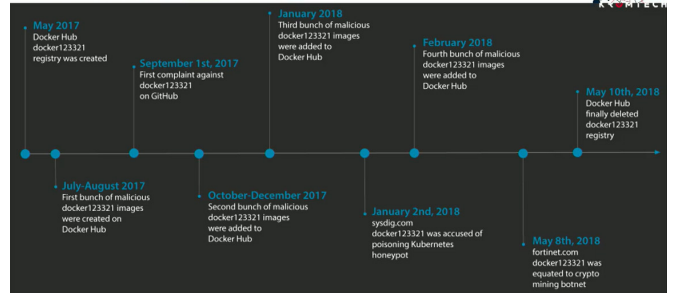 KROMTECH
May 2017
Docker Hub
docker123321
registry was created
July-August 2017
First bunch of malicious
docker123321 images
were created on
Docker Hub
September 1st, 2017
First complaint against
docker123321
on GitHub
October-December 2017
Second bunch of malicious
docker123321 images
were added to
Docker Hub
January 2018
Third bunch of malicious
docker123321 images
were added to
Docker Hub
January 2nd, 2018
sysdig.com
docker123321 was accused of
poisoning Kubernetes
honeypot
February 2018
Fourth bunch of malicious
docker123321 images
were added to
Docker Hub
May 8th, 2018
fortinet.com
docker123321 was
equated to crypto
mining botnet
May 10th, 2018
Docker Hub
finally deleted
docker123321
registry